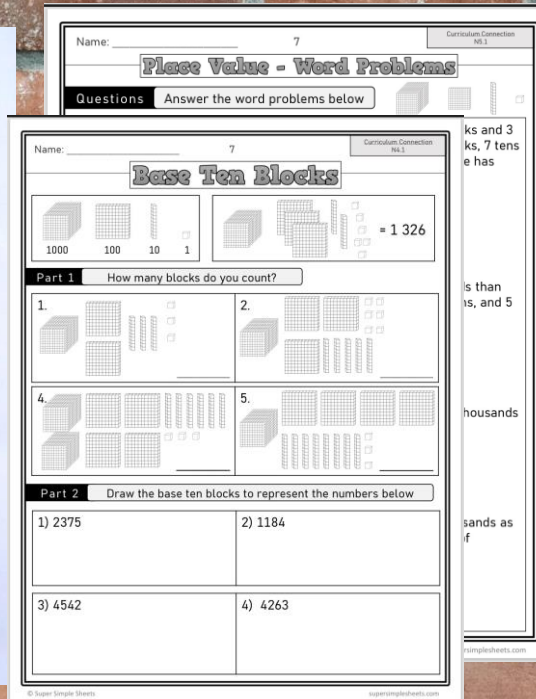 Name:
7
Curriculum Connection
N5.1
Place Value - Word Problems
Questions Answer the word problems below
ks and 3
ks, 7 tens
e has
ls than
ns, and 5
housands
sands as
of
rsimplesheets.com
Name:
7
Curriculum Connection
N4.1
Base Ten Blocks
1000 100 10 1
= 1 326
Part 1 How many blocks do you count?
1. 2.
4. 5.
Part 2 Draw the base ten blocks to represent the numbers below
1) 2375 2) 1184
3) 4542 4) 4263
© Super Simple Sheets supersimplesheets.com